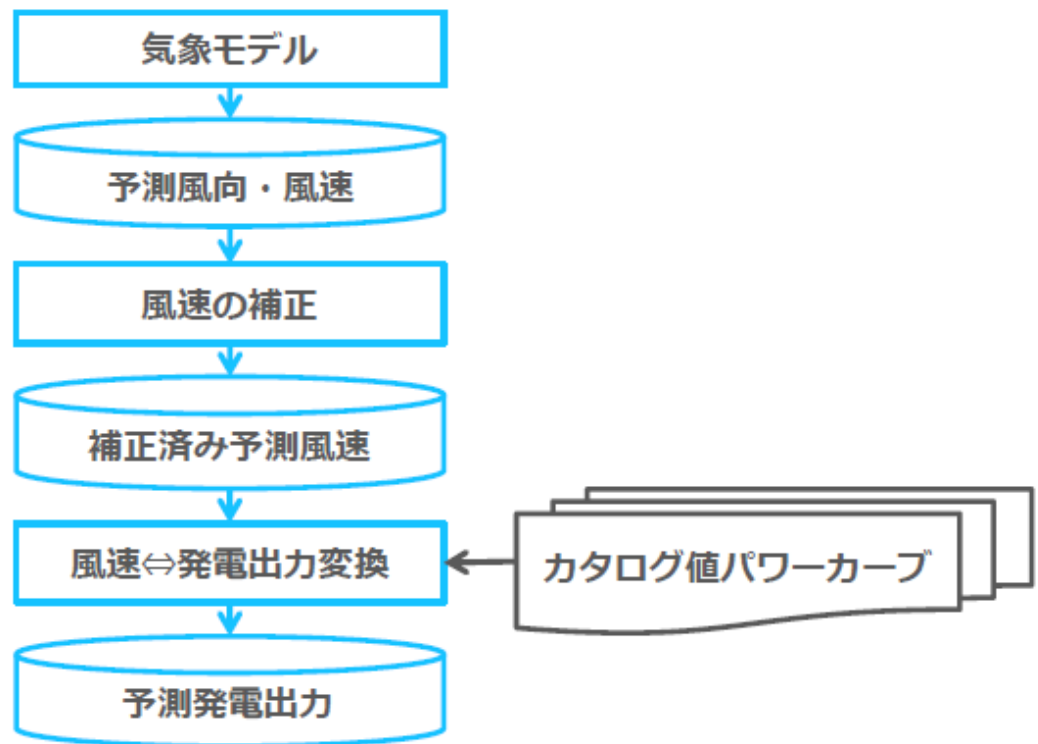 気象モデル
予測風向・風速
風速の補正
補正済み予測風速
風速⇔発電出力変換
カタログ値パワーカーブ
予測発電出力